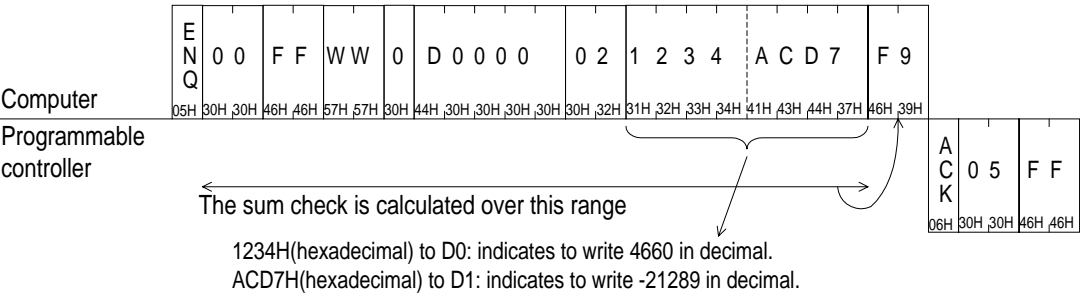 E
N
Q
0 0 F F W W 0 D 0 0 0 0 0 2 1 2 3 4 A C D 7 F 9
Computer
05H 30H 30H 46H 46H 57H 57H 30H 44H 30H 30H 30H 30H 30H 32H 31H 32H 33H 34H 41H 43H 44H 37H 46H 39H
Programmable
controller
A
C
K
0 5 F F
06H 30H 30H 46H 46H
The sum check is calculated over this range
1234H(hexadecimal) to D0: indicates to write 4660 in decimal.
ACD7H(hexadecimal) to D1: indicates to write -21289 in decimal.